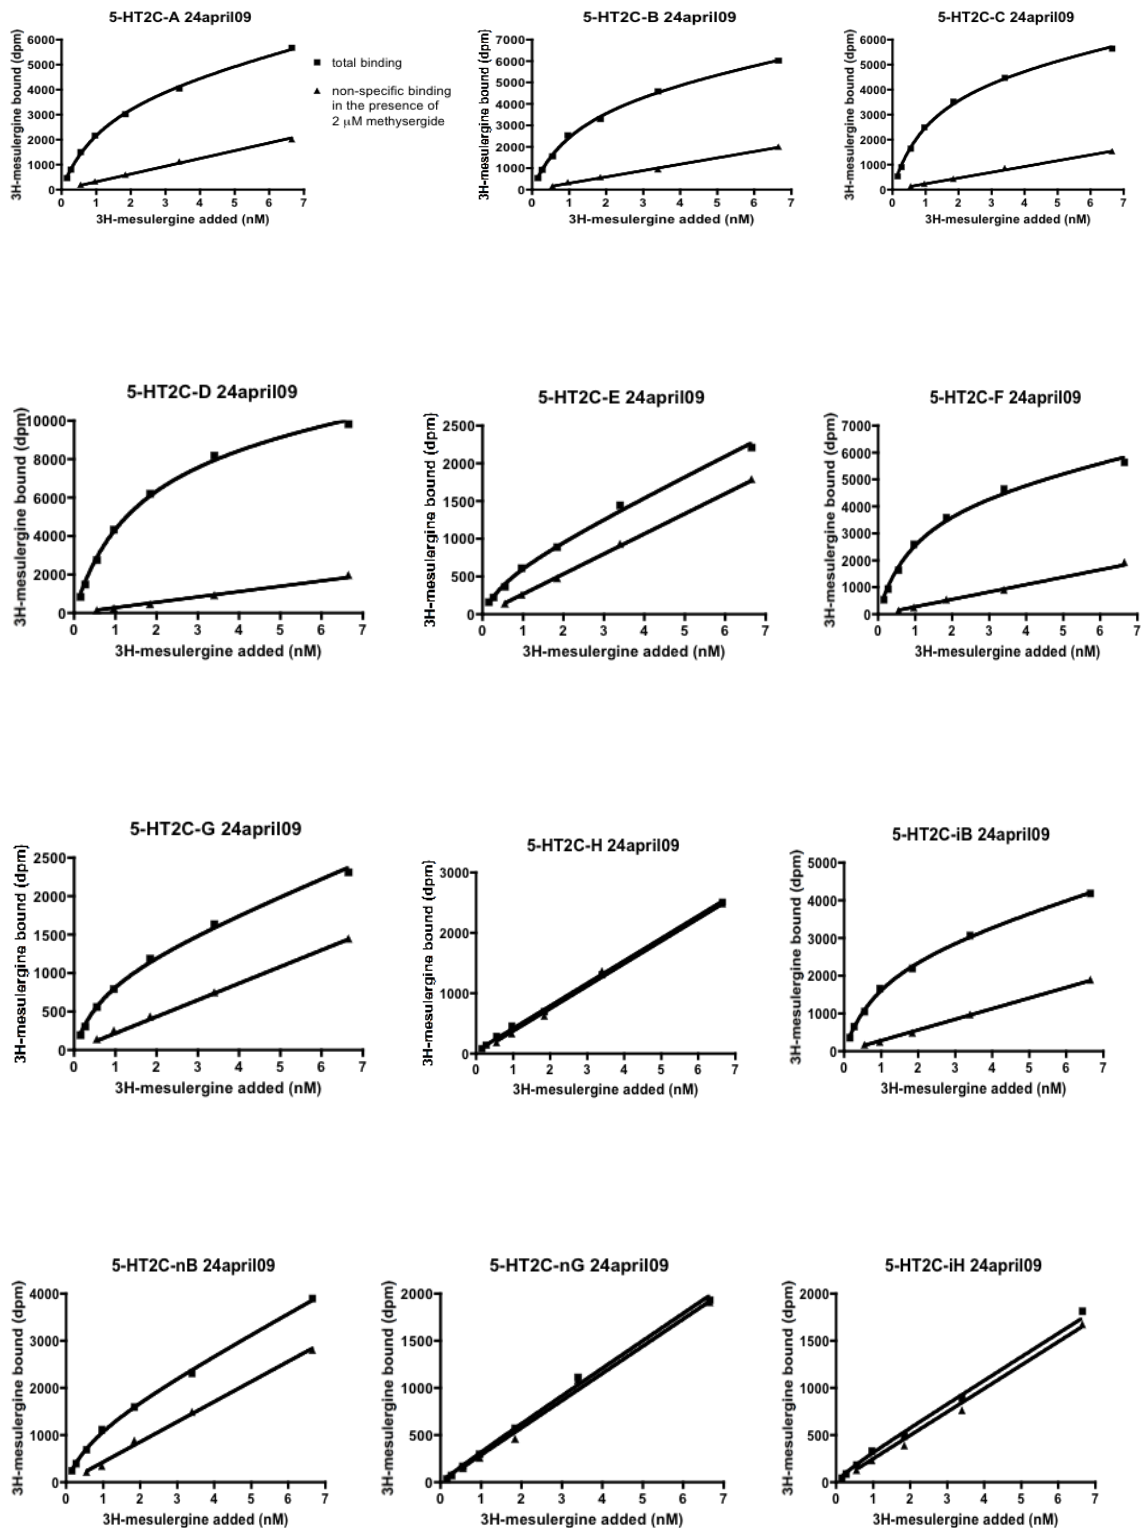 5-HT2C-A 24april09
3H-mesulergine bound (dpm)
6000
5000
4000
3000
2000
1000
0
0 1 2 3 4 5 6 7
3H-mesulergine added (nM)
total binding
non-specific binding
in the presence of
2 µM methysergide
5-HT2C-B 24april09
3H-mesulergine bound (dpm)
7000
6000
5000
4000
3000
2000
1000
0
0 1 2 3 4 5 6 7
3H-mesulergine added (nM)
5-HT2C-C 24april09
3H-mesulergine bound (dpm)
6000
5000
4000
3000
2000
1000
0
0 1 2 3 4 5 6 7
3H-mesulergine added (nM)
5-HT2C-D 24april09
3H-mesulergine bound (dpm)
10000
8000
6000
4000
2000
0
0 1 2 3 4 5 6 7
3H-mesulergine added (nM)
5-HT2C-E 24april09
3H-mesulergine bound (dpm)
2500
2000
1500
1000
500
0
0 1 2 3 4 5 6 7
3H-mesulergine added (nM)
5-HT2C-F 24april09
3H-mesulergine bound (dpm)
7000
6000
5000
4000
3000
2000
1000
0
0 1 2 3 4 5 6 7
3H-mesulergine added (nM)
5-HT2C-G 24april09
3H-mesulergine bound (dpm)
2500
2000
1500
1000
500
0
0 1 2 3 4 5 6 7
3H-mesulergine added (nM)
5-HT2C-H 24april09
3H-mesulergine bound (dpm)
3000
2000
1000
0
0 1 2 3 4 5 6 7
3H-mesulergine added (nM)
5-HT2C-iB 24april09
3H-mesulergine bound (dpm)
5000
4000
3000
2000
1000
0
0 1 2 3 4 5 6 7
3H-mesulergine added (nM)
5-HT2C-nB 24april09
3H-mesulergine bound (dpm)
4000
3000
2000
1000
0
0 1 2 3 4 5 6 7
3H-mesulergine added (nM)
5-HT2C-nG 24april09
3H-mesulergine bound (dpm)
2000
1500
1000
500
0
0 1 2 3 4 5 6 7
3H-mesulergine added (nM)
5-HT2C-iH 24april09
3H-mesulergine bound (dpm)
2000
1500
1000
500
0
0 1 2 3 4 5 6 7
3H-mesulergine added (nM)